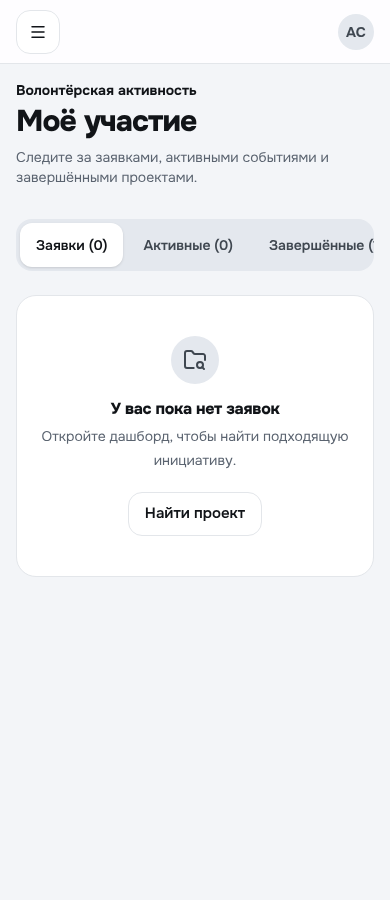 АС
Волонтёрская активность
Моё участие
Следите за заявками, активными событиями и
завершёнными проектами.
Заявки (0) Активные (0) Завершённые (
У вас пока нет заявок
Откройте дашборд, чтобы найти подходящую
инициативу.
Найти проект